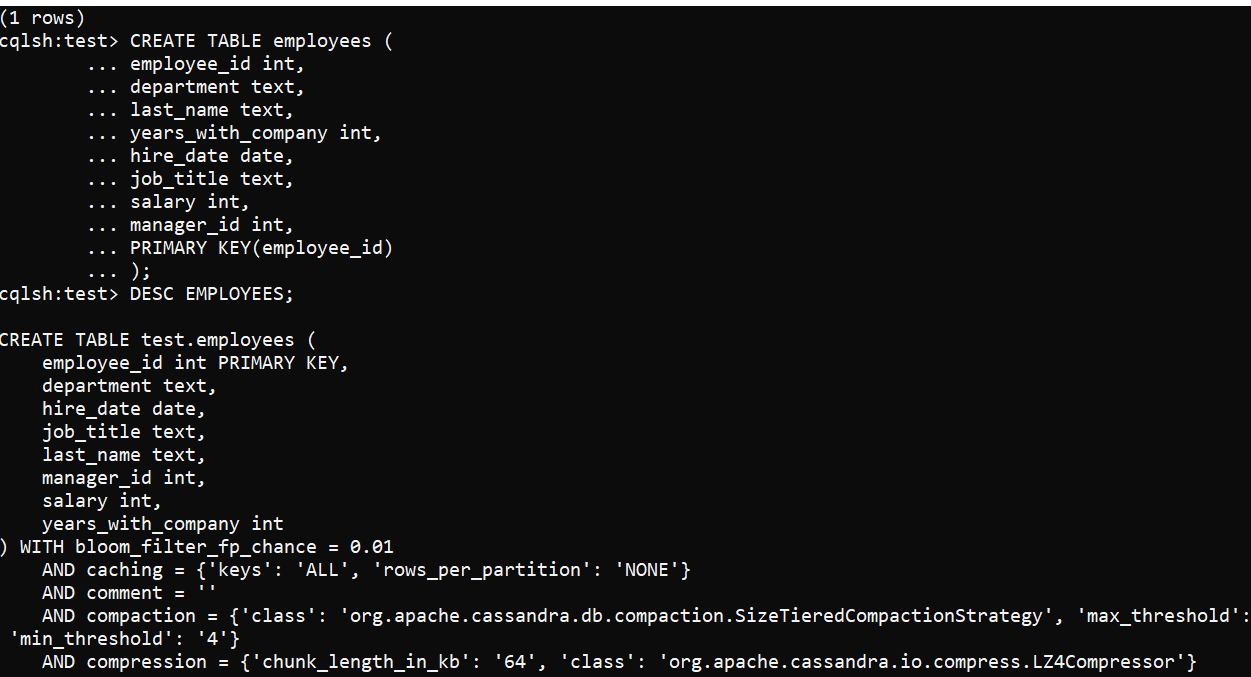 (1 rows)
cqlsh:test> CREATE TABLE employees (
        ... employee_id int,
        ... department text,
        ... last_name text,
        ... years_with_company int,
        ... hire_date date,
        ... job_title text,
        ... salary int,
        ... manager_id int,
        ... PRIMARY KEY(employee_id)
        ... );
cqlsh:test> DESC EMPLOYEES;

CREATE TABLE test.employees (
    employee_id int PRIMARY KEY,
    department text,
    hire_date date,
    job_title text,
    last_name text,
    manager_id int,
    salary int,
    years_with_company int
) WITH bloom_filter_fp_chance = 0.01
    AND caching = {'keys': 'ALL', 'rows_per_partition': 'NONE'}
    AND comment = ''
    AND compaction = {'class': 'org.apache.cassandra.db.compaction.SizeTieredCompactionStrategy', 'max_threshold':
 'min_threshold': '4'}
    AND compression = {'chunk_length_in_kb': '64', 'class': 'org.apache.cassandra.io.compress.LZ4Compressor'}